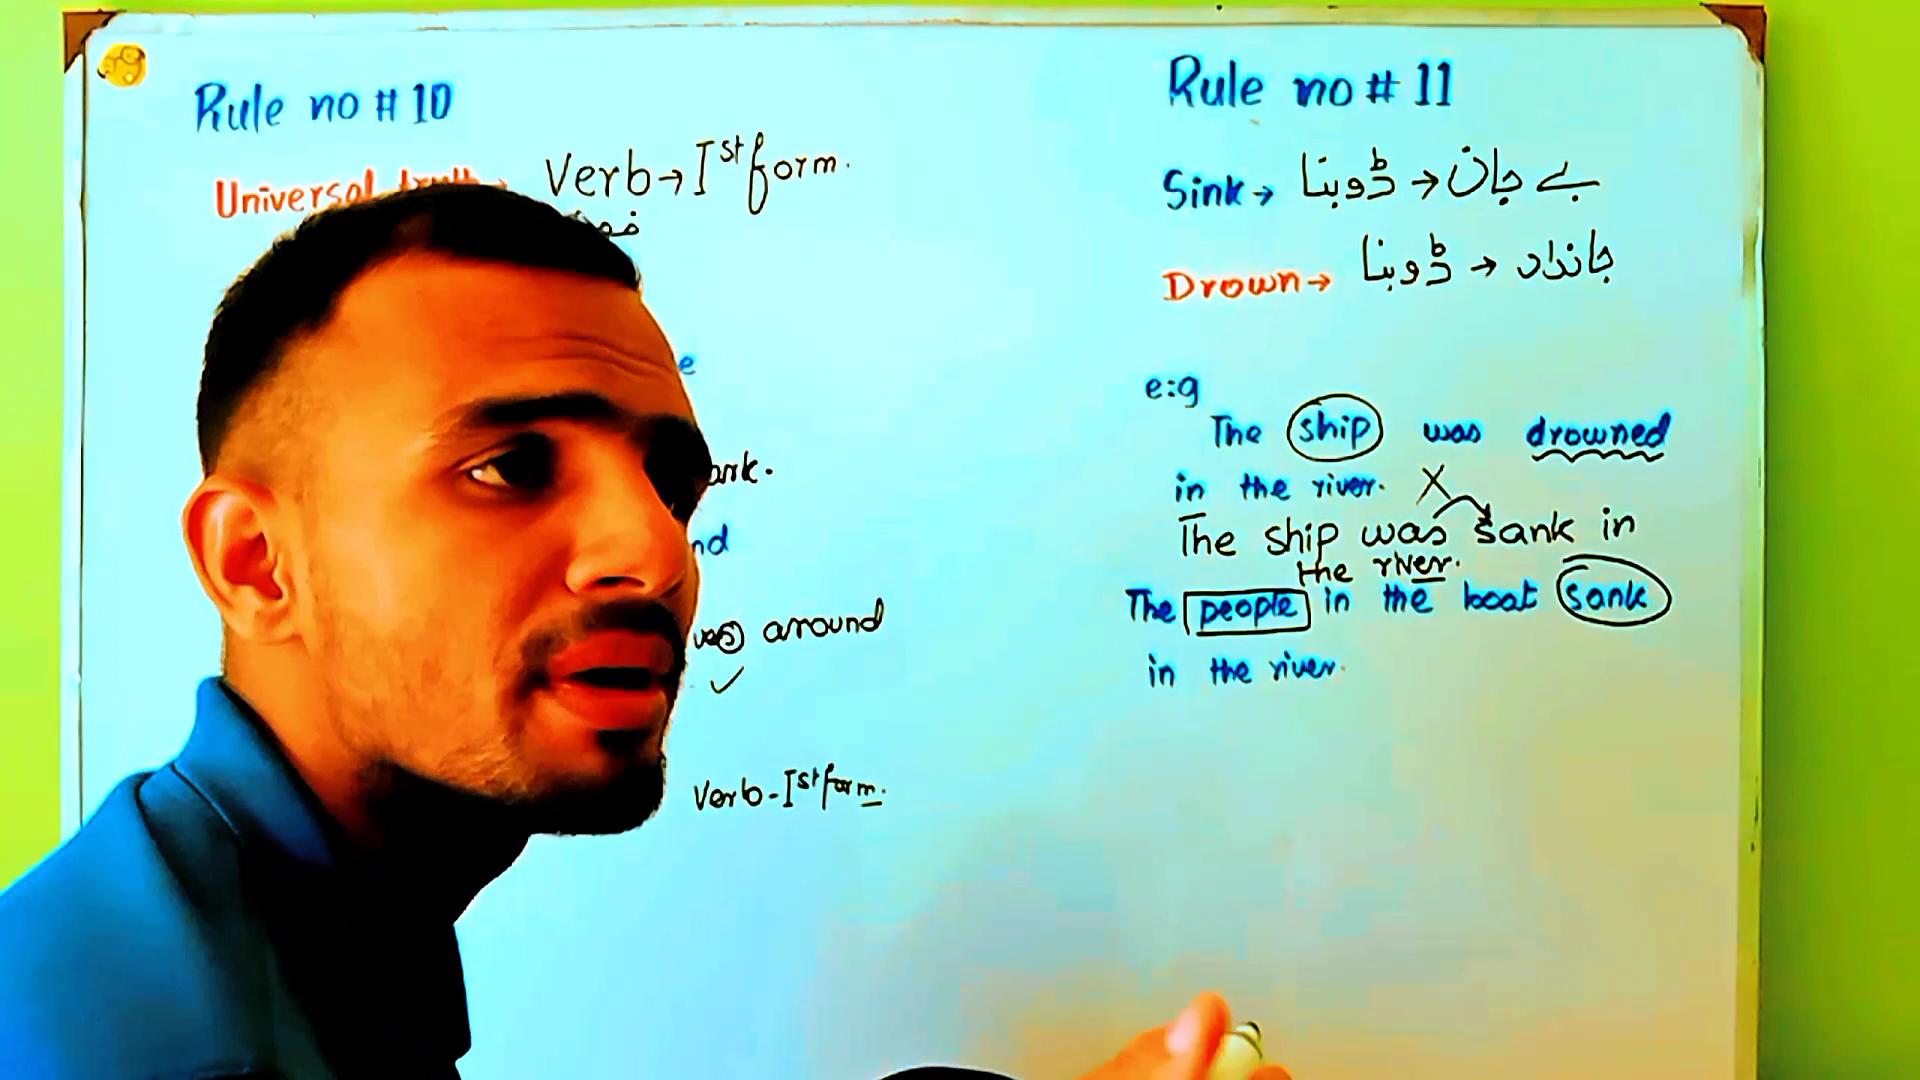 Rule no # 10
Universal truth → Verb → Ist form.
e
ark.
nd
around
Verb - Ist form.
Rule no # 11
Sink → ڈوبنا → بے جان
Drown → ڈوبنا → جاندار
e:g
The ship was drowned
in the river. X
The ship was sank in
the river.
The people in the boat sank
in the river.